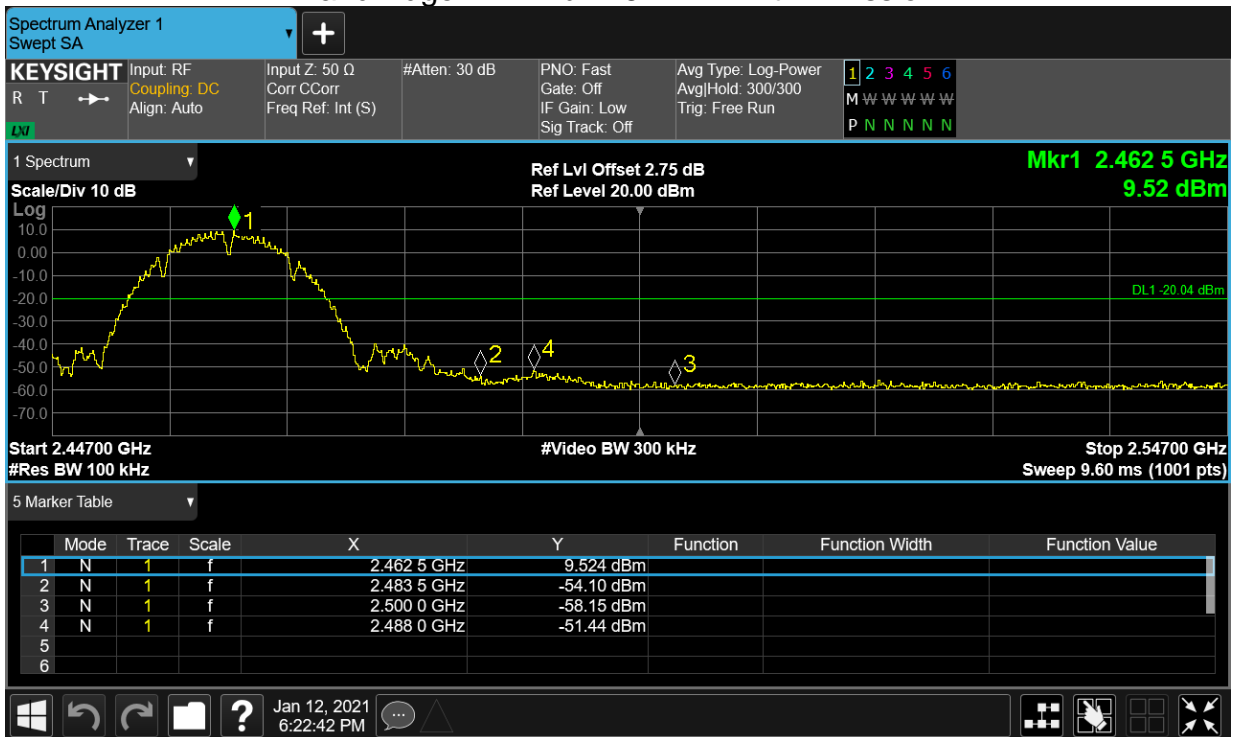 Spectrum Analyzer 1
Swept SA
KEYSIGHT
R T
LXI
Input: RF
Coupling: DC
Align: Auto
Input Z: 50 Ω
Corr CCorr
Freq Ref: Int (S)
#Atten: 30 dB
PNO: Fast
Gate: Off
IF Gain: Low
Sig Track: Off
Avg Type: Log-Power
Avg|Hold: 300/300
Trig: Free Run
1 2 3 4 5 6
M W W W W W
P N N N N N
1 Spectrum
Scale/Div 10 dB
Ref Lvl Offset 2.75 dB
Ref Level 20.00 dBm
Mkr1 2.462 5 GHz
9.52 dBm
Log
10.0
0.00
-10.0
-20.0
-30.0
-40.0
-50.0
-60.0
-70.0
1
2
4
3
DL1 -20.04 dBm
Start 2.44700 GHz
#Video BW 300 kHz
Stop 2.54700 GHz
#Res BW 100 kHz
Sweep 9.60 ms (1001 pts)
5 Marker Table
Mode Trace Scale X Y Function Function Width Function Value
1 N 1 f 2.462 5 GHz 9.524 dBm
2 N 1 f 2.483 5 GHz -54.10 dBm
3 N 1 f 2.500 0 GHz -58.15 dBm
4 N 1 f 2.488 0 GHz -51.44 dBm
5
6
?
Jan 12, 2021
6:22:42 PM